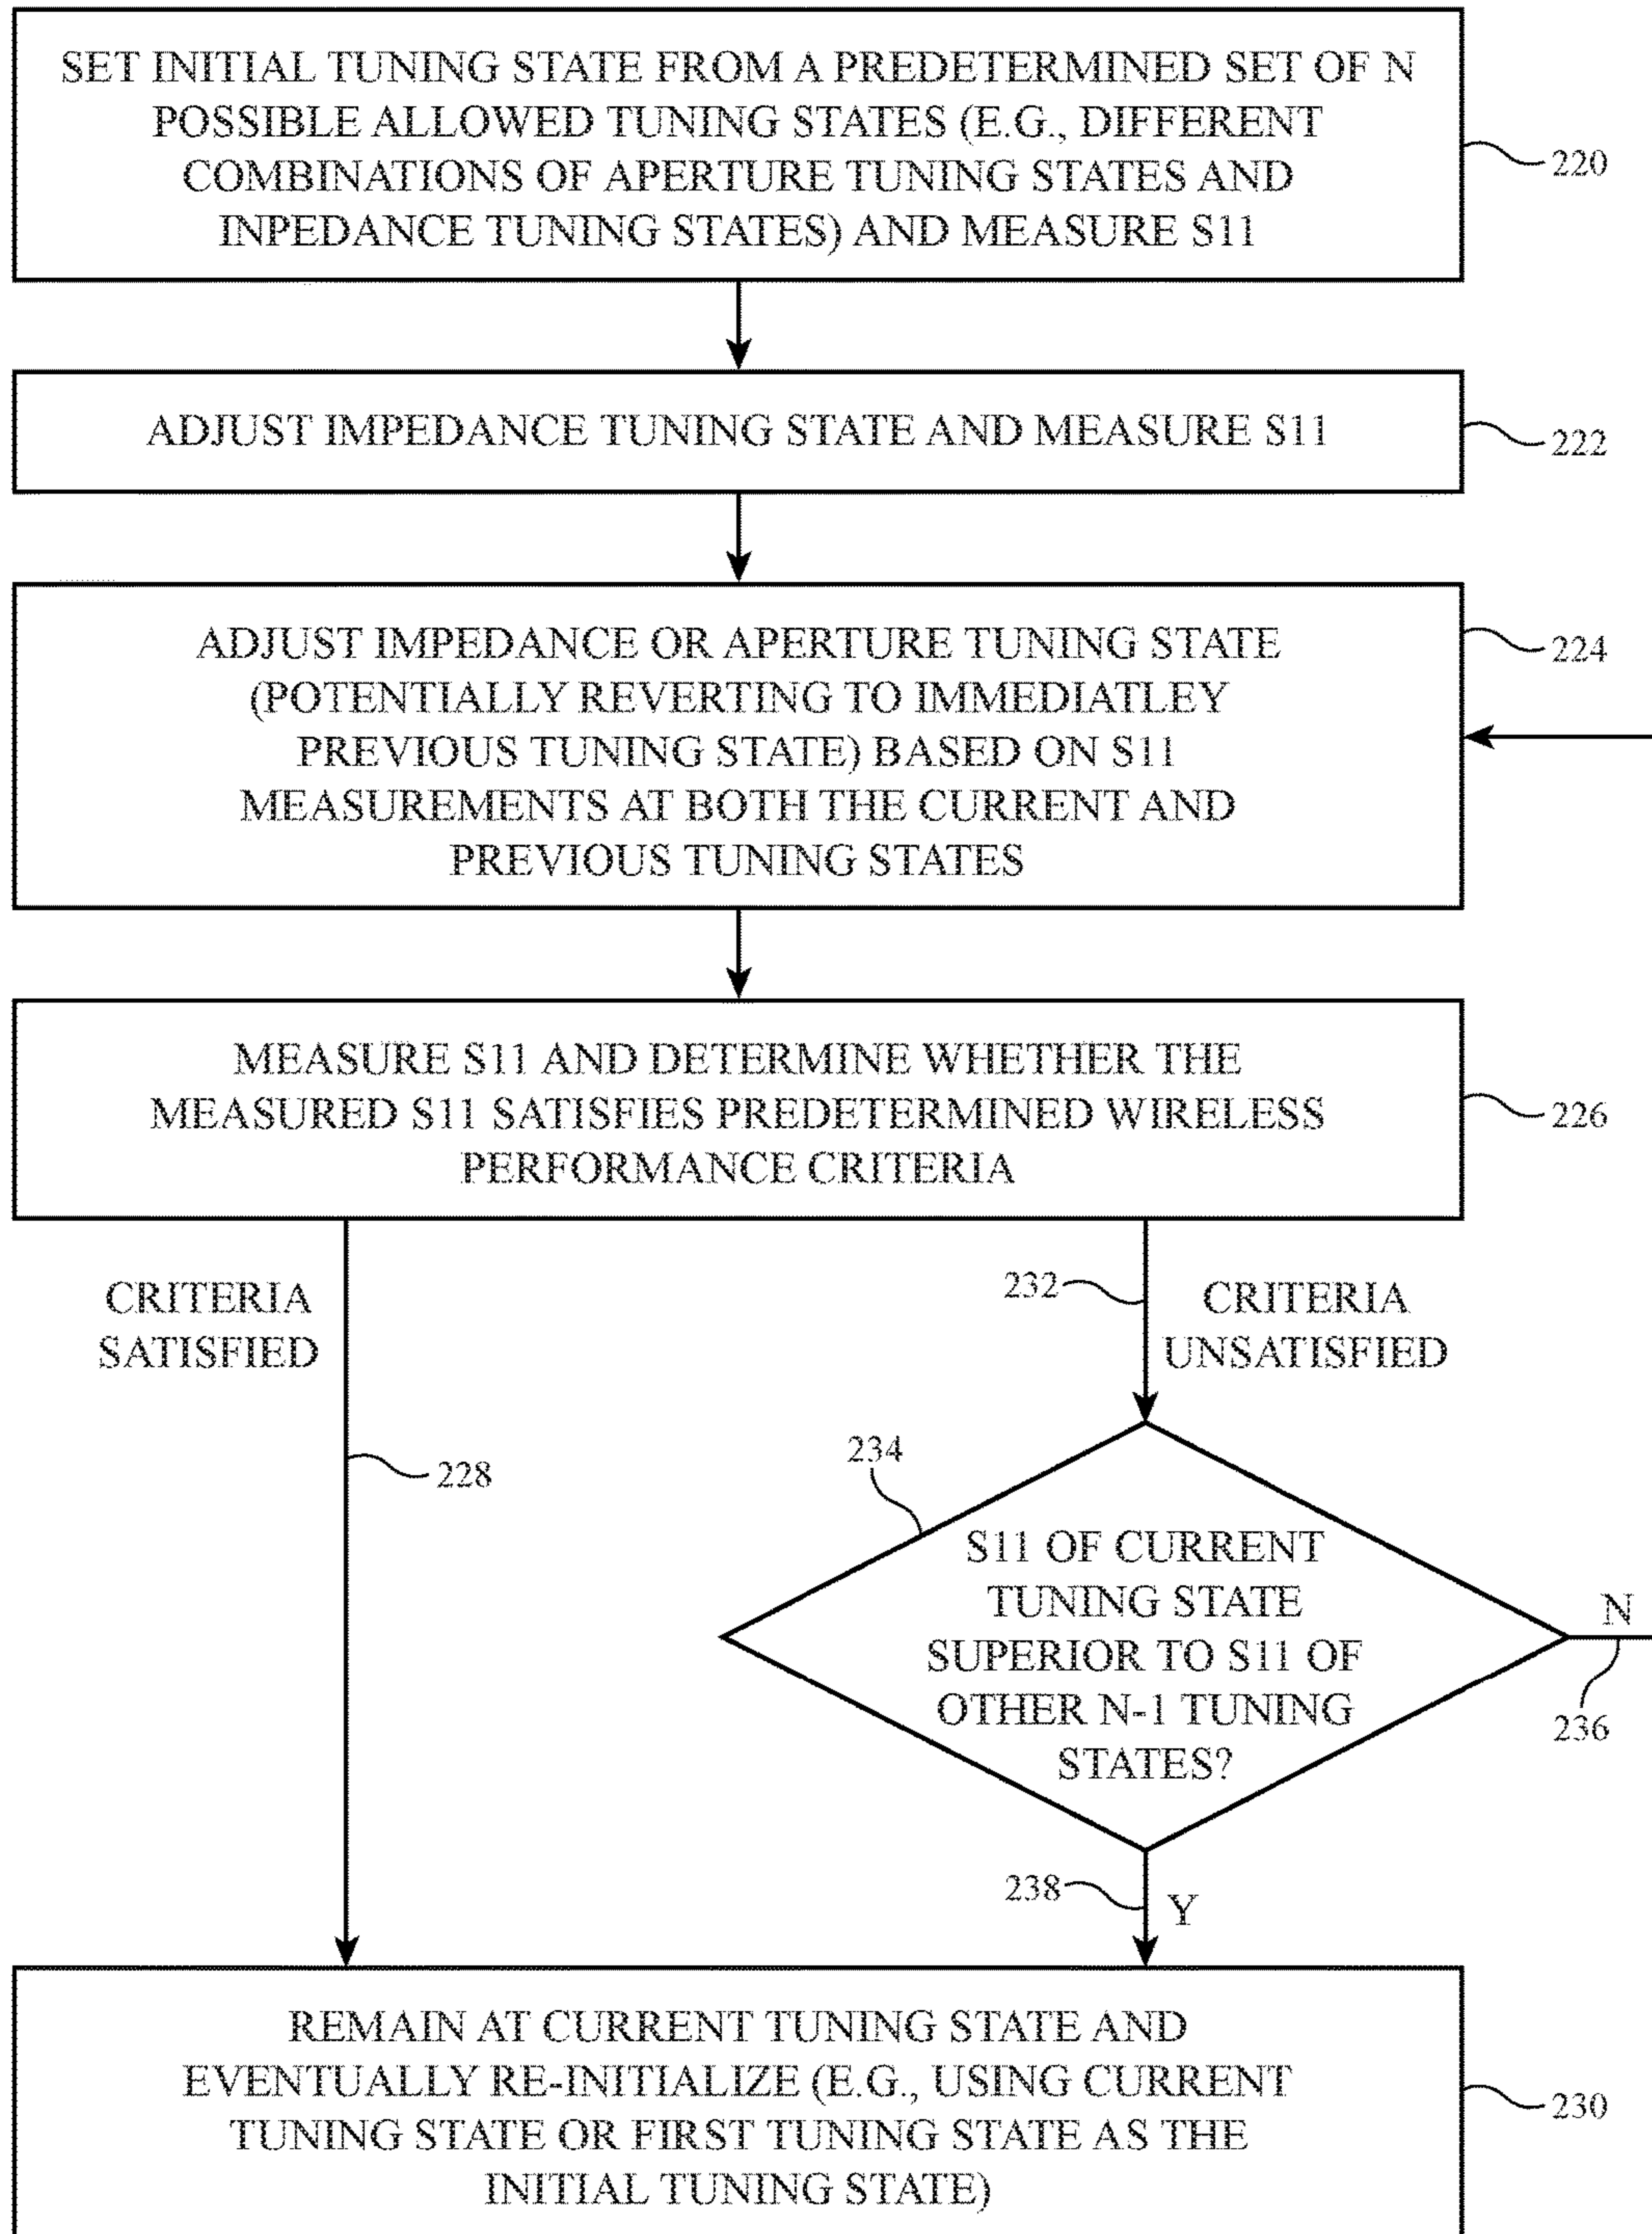 SET INITIAL TUNING STATE FROM A PREDETERMINED SET OF N
POSSIBLE ALLOWED TUNING STATES (E.G., DIFFERENT
COMBINATIONS OF APERTURE TUNING STATES AND
INPEDANCE TUNING STATES) AND MEASURE S11
220
ADJUST IMPEDANCE TUNING STATE AND MEASURE S11
222
ADJUST IMPEDANCE OR APERTURE TUNING STATE
(POTENTIALLY REVERTING TO IMMEDIATLEY
PREVIOUS TUNING STATE) BASED ON S11
MEASUREMENTS AT BOTH THE CURRENT AND
PREVIOUS TUNING STATES
224
MEASURE S11 AND DETERMINE WHETHER THE
MEASURED S11 SATISFIES PREDETERMINED WIRELESS
PERFORMANCE CRITERIA
226
CRITERIA
SATISFIED
228
232
CRITERIA
UNSATISFIED
234
S11 OF CURRENT
TUNING STATE
SUPERIOR TO S11 OF
OTHER N-1 TUNING
STATES?
N
236
238
Y
REMAIN AT CURRENT TUNING STATE AND
EVENTUALLY RE-INITIALIZE (E.G., USING CURRENT
TUNING STATE OR FIRST TUNING STATE AS THE
INITIAL TUNING STATE)
230